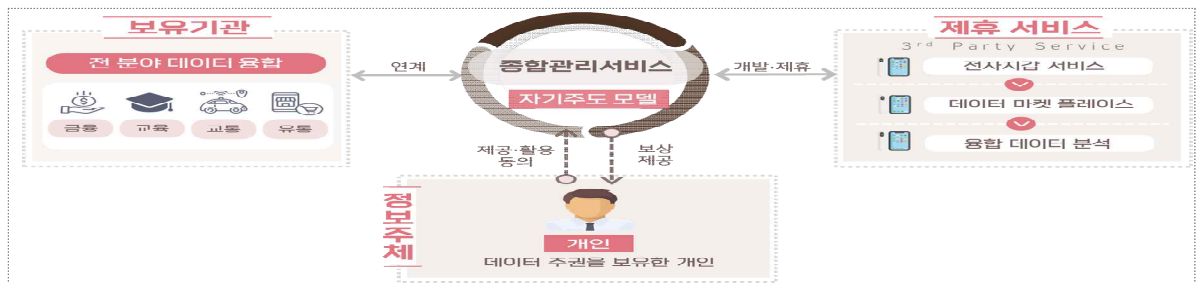 보유기관
전 분야 데이디 융합
금융
교육
교통
유통
연계
종합관리서비스
자기주도 모델
개발·제휴
제휴 서비스
3rd Party Service
전사시감 서비스
데이터 마켓 플레이스
융합 데이디 분석
제공·활용
동의
보상
제공
정보주체
개인
데이터 주권을 보유한 개인